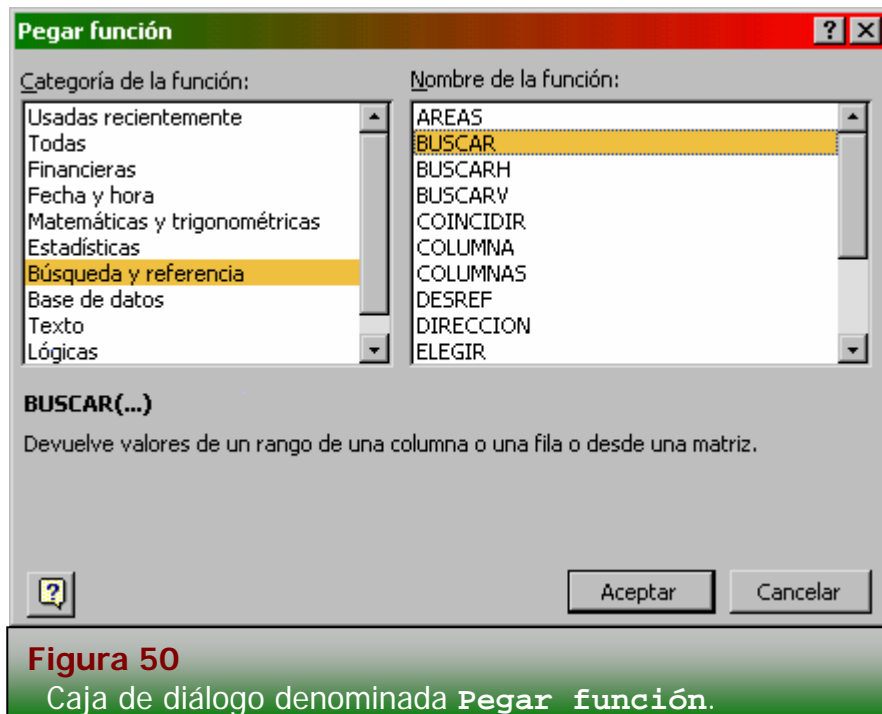 Pegar función
Categoría de la función:
Usadas recientemente
Todas
Financieras
Fecha y hora
Matemáticas y trigonométricas
Estadísticas
Búsqueda y referencia
Base de datos
Texto
Lógicas
Nombre de la función:
AREAS
BUSCAR
BUSCARH
BUSCARV
COINCIDIR
COLUMNA
COLUMNAS
DESREF
DIRECCION
ELEGIR
BUSCAR(...)
Devuelve valores de un rango de una columna o una fila o desde una matriz.
Aceptar
Cancelar
Figura 50
Caja de diálogo denominada Pegar función.